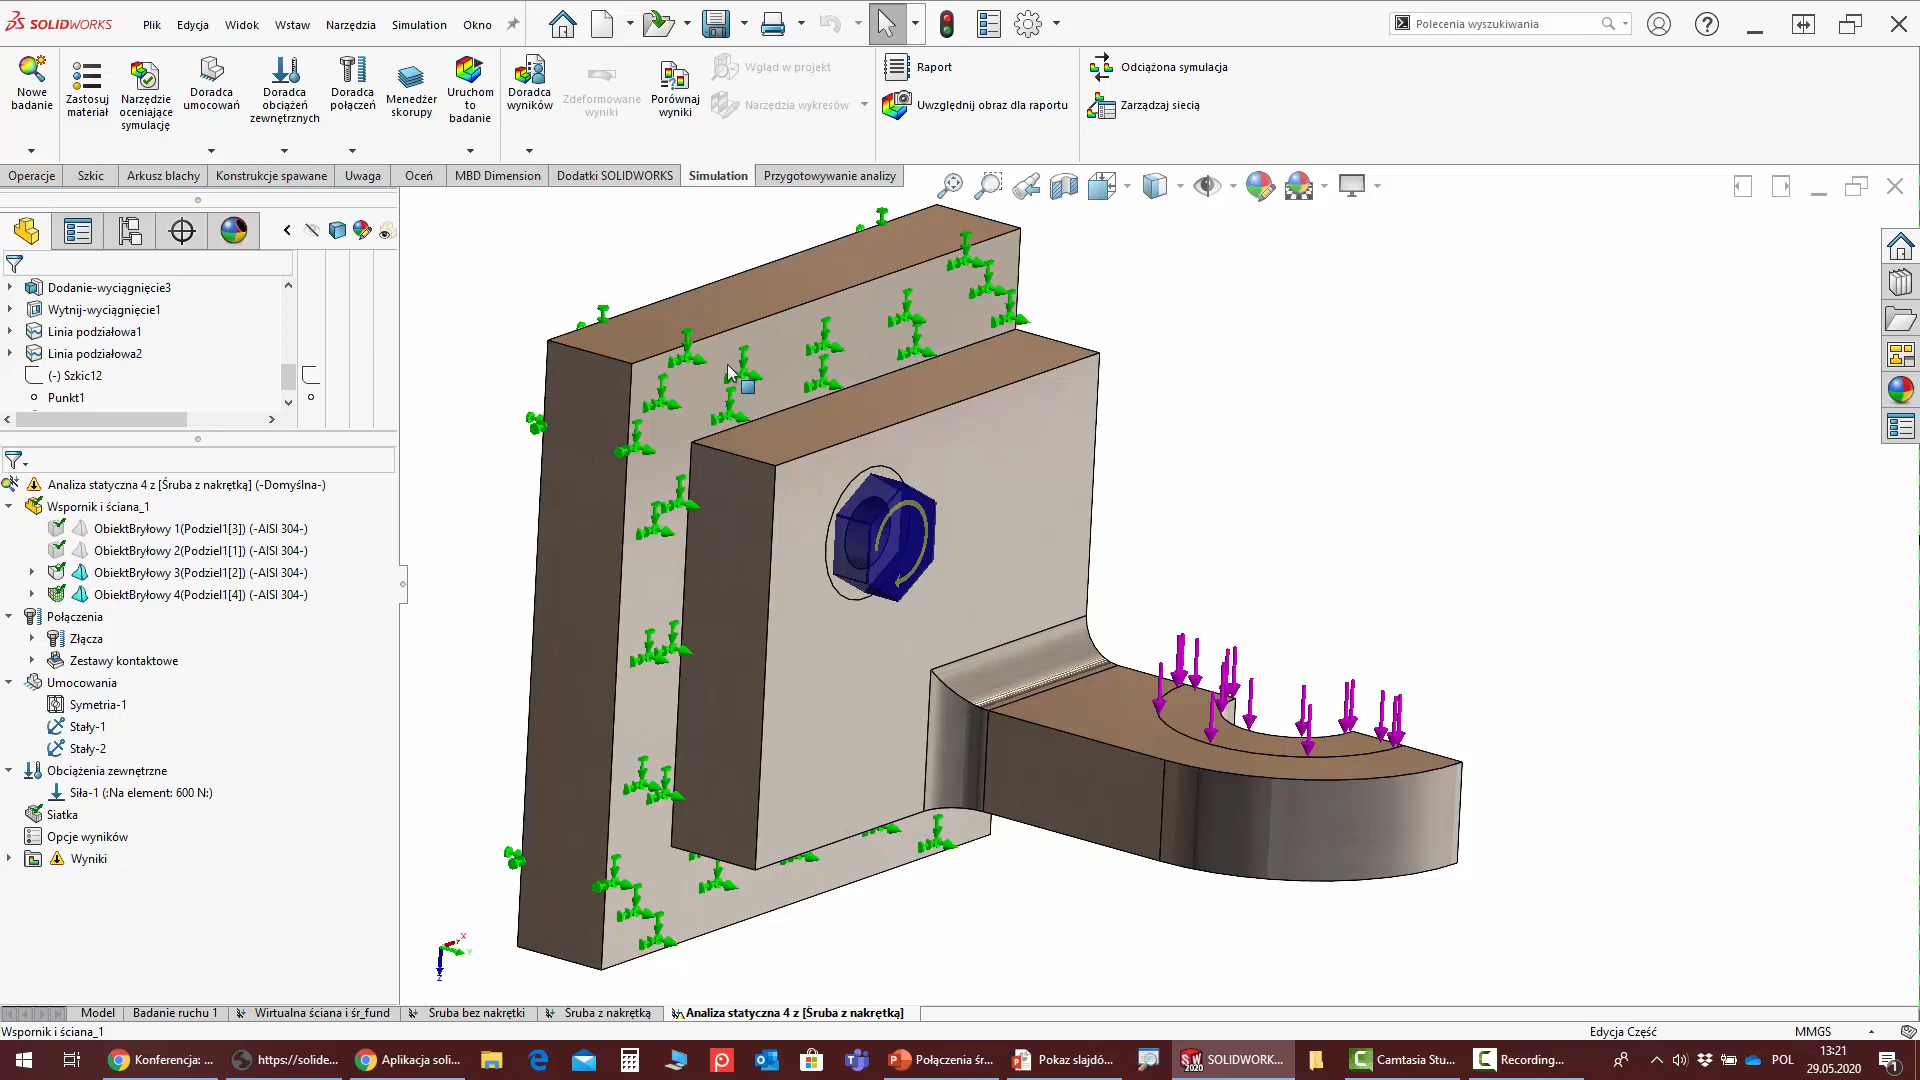 SOLIDWORKS Plik Edycja Widok Wstaw Narzędzia Simulation Okno Polecenia wyszukiwania
Nowe badanie
Zastosuj materiał
Narzędzie oceniające symulację
Doradca umocowań
Doradca obciążeń zewnętrznych
Doradca połączeń
Menedżer skorupy
Uruchom to badanie
Doradca wyników
Zdeformowane wyniki
Porównaj wyniki
Wgląd w projekt
Narzędzia wykresów
Raport
Uwzględnij obraz dla raportu
Odciążona symulacja
Zarządzaj siecią
Operacje Szkic Arkusz blachy Konstrukcje spawane Uwaga Oceń MBD Dimension Dodatki SOLIDWORKS Simulation Przygotowywanie analizy
Dodanie-wyciągnięcie3
Wytnij-wyciągnięcie1
Linia podziałowa1
Linia podziałowa2
(-) Szkic12
Punkt1
Analiza statyczna 4 z [Śruba z nakrętką] (-Domyślna-)
Wspornik i ściana_1
ObiektBryłowy 1(Podziel1[3]) (-AISI 304-)
ObiektBryłowy 2(Podziel1[1]) (-AISI 304-)
ObiektBryłowy 3(Podziel1[2]) (-AISI 304-)
ObiektBryłowy 4(Podziel1[4]) (-AISI 304-)
Połączenia
Złącza
Zestawy kontaktowe
Umocowania
Symetria-1
Stały-1
Stały-2
Obciążenia zewnętrzne
Siła-1 (:Na element: 600 N:)
Siatka
Opcje wyników
Wyniki
X
Y
Z
Model Badanie ruchu 1 Wirtualna ściana i śr_fund Śruba bez nakrętki Śruba z nakrętką Analiza statyczna 4 z [Śruba z nakrętką]
Wspornik i ściana_1 Edycja Część MMGS
Konferencja: ... https://solide... Aplikacja soli... Połączenia śr... Pokaz slajdó... SOLIDWORK... Camtasia Stu... Recording... POL 13:21
29.05.2020